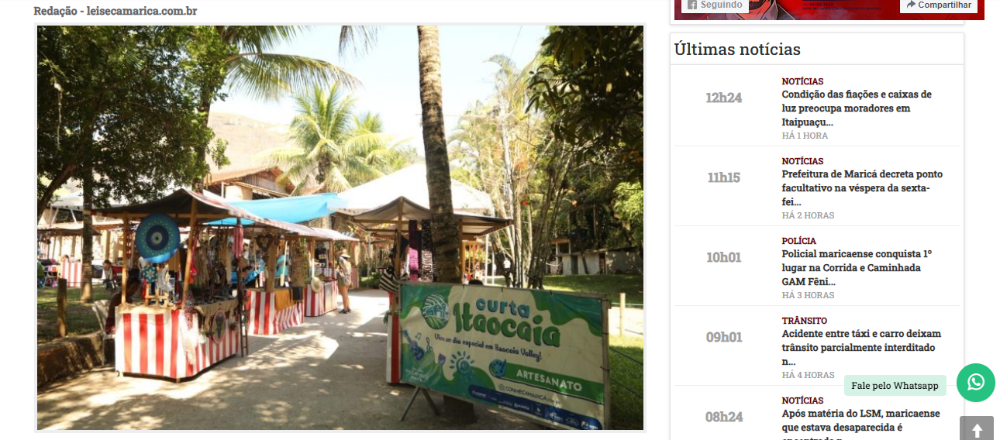 Redação - leisecamarica.com.br
curta
Itaocaia
Viva um dia especial em Itaocaia Valley!
ARTESANATO
CONHECAMARICÁ
Seguindo
Compartilhar
Últimas notícias
12h24
NOTÍCIAS
Condição das fiações e caixas de
luz preocupa moradores em
Itaipuaçu...
HÁ 1 HORA
11h15
NOTÍCIAS
Prefeitura de Maricá decreta ponto
facultativo na véspera da sexta-
fei...
HÁ 2 HORAS
10h01
POLÍCIA
Policial maricaense conquista 1º
lugar na Corrida e Caminhada
GAM Fêni...
HÁ 3 HORAS
09h01
TRÂNSITO
Acidente entre táxi e carro deixam
trânsito parcialmente interditado
n...
HÁ 4 HORAS
Fale pelo Whatsapp
08h24
NOTÍCIAS
Após matéria do LSM, maricaense
que estava desaparecida é